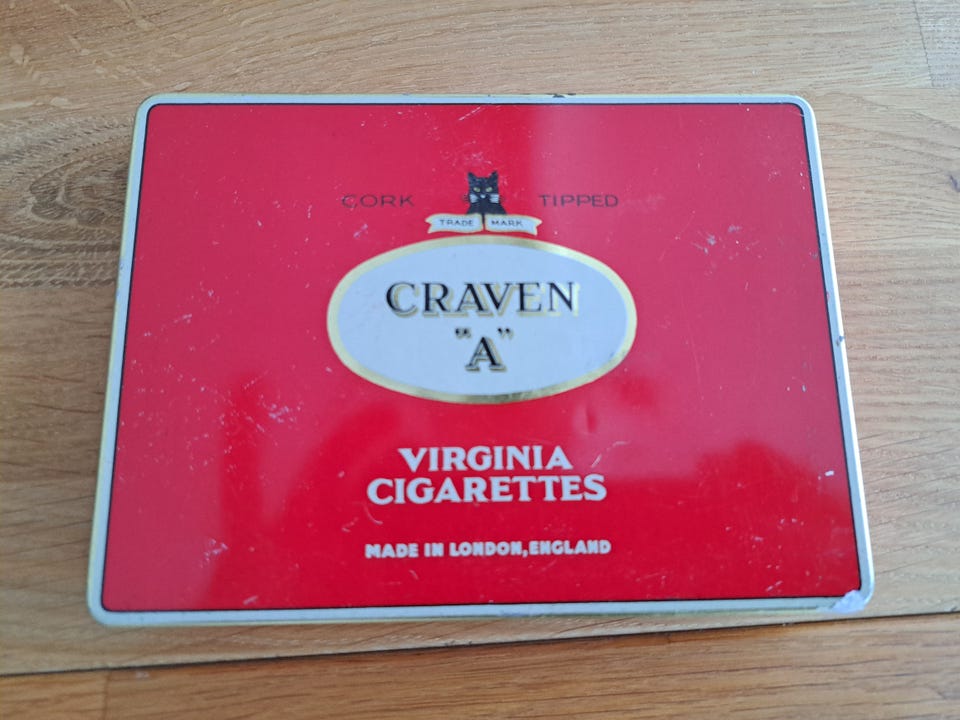 CORK TIPPED
TRADE MARK
CRAVEN
"A"
VIRGINIA
CIGARETTES
MADE IN LONDON, ENGLAND